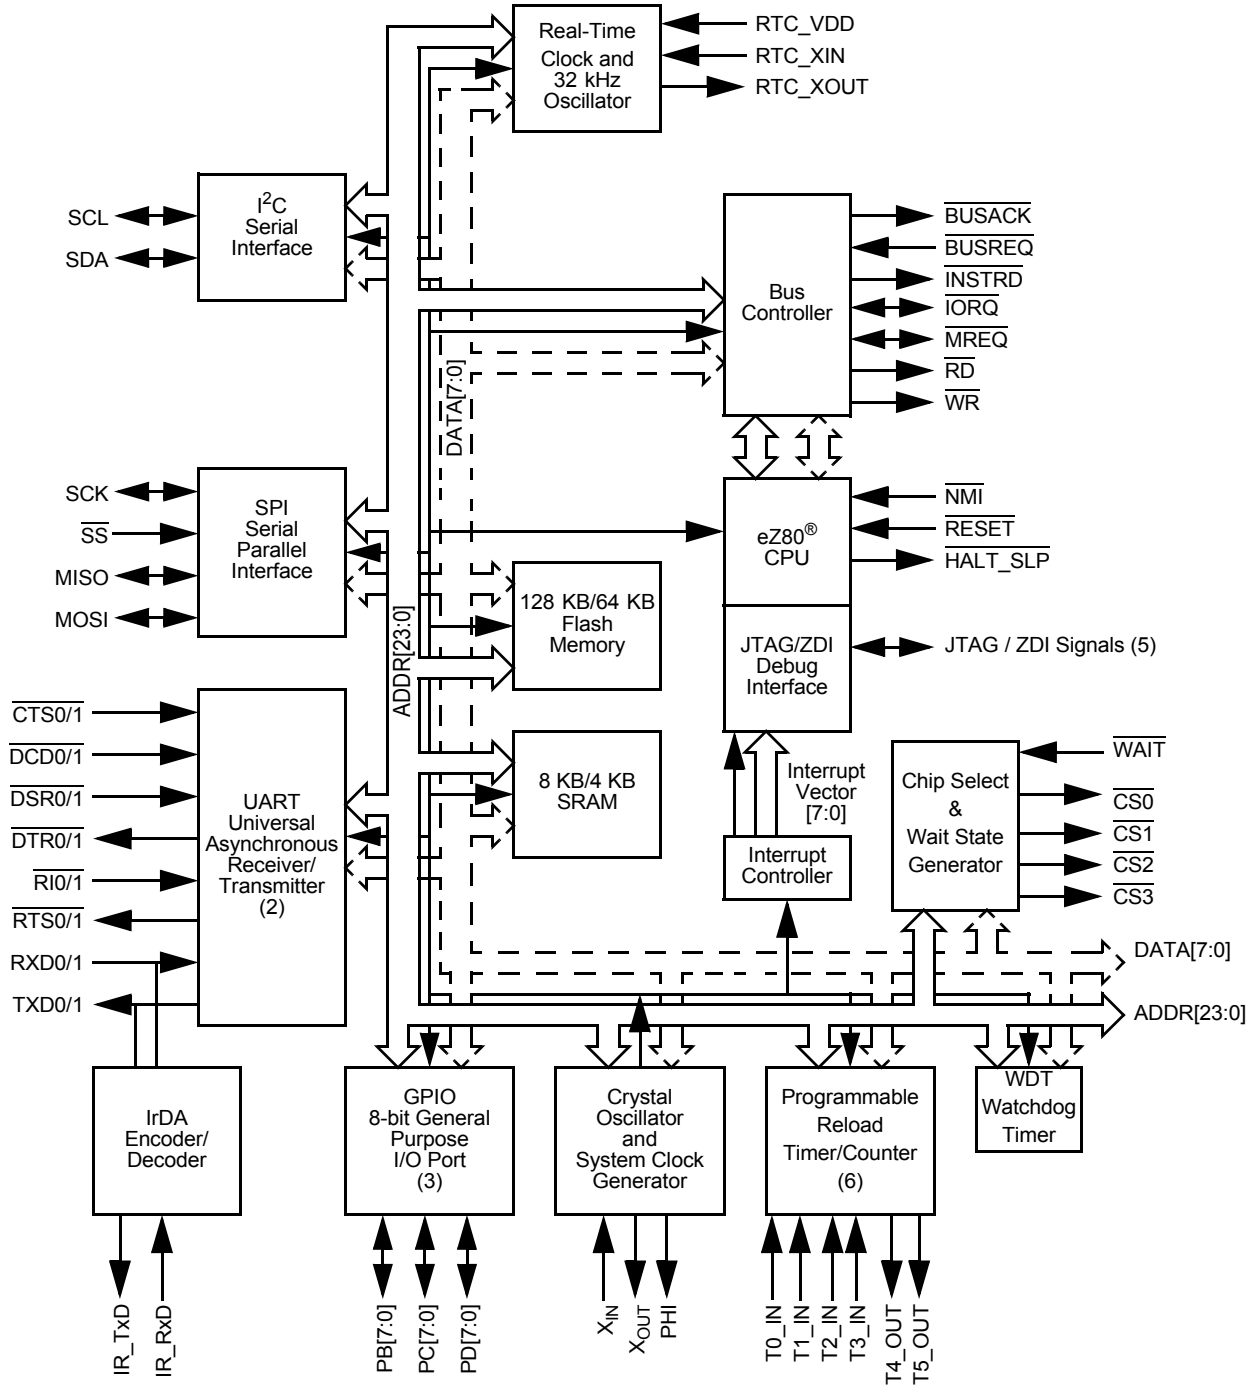 Real-Time
Clock and
32 kHz
Oscillator
RTC_VDD
RTC_XIN
RTC_XOUT
I²C
Serial
Interface
SCL
SDA
Bus
Controller
BUSACK
BUSREQ
INSTRD
IORQ
MREQ
RD
WR
DATA[7:0]
SPI
Serial
Parallel
Interface
SCK
SS
MISO
MOSI
eZ80®
CPU
NMI
RESET
HALT_SLP
128 KB/64 KB
Flash
Memory
ADDR[23:0]
JTAG/ZDI
Debug
Interface
JTAG / ZDI Signals (5)
CTS0/1
DCD0/1
DSR0/1
DTR0/1
RI0/1
RTS0/1
RXD0/1
TXD0/1
UART
Universal
Asynchronous
Receiver/
Transmitter
(2)
8 KB/4 KB
SRAM
Interrupt
Vector
[7:0]
Interrupt
Controller
Chip Select
&
Wait State
Generator
WAIT
CS0
CS1
CS2
CS3
DATA[7:0]
ADDR[23:0]
IrDA
Encoder/
Decoder
GPIO
8-bit General
Purpose
I/O Port
(3)
Crystal
Oscillator
and
System Clock
Generator
Programmable
Reload
Timer/Counter
(6)
WDT
Watchdog
Timer
IR_TxD
IR_RxD
PB[7:0]
PC[7:0]
PD[7:0]
XIN
XOUT
PHI
T0_IN
T1_IN
T2_IN
T3_IN
T4_OUT
T5_OUT